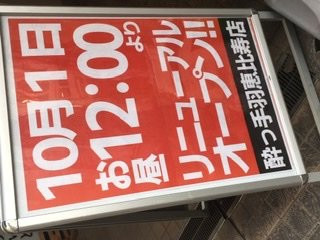 10月1日
お昼12:00より
リニューアル
オープン!!
酔っ手羽恵比寿店